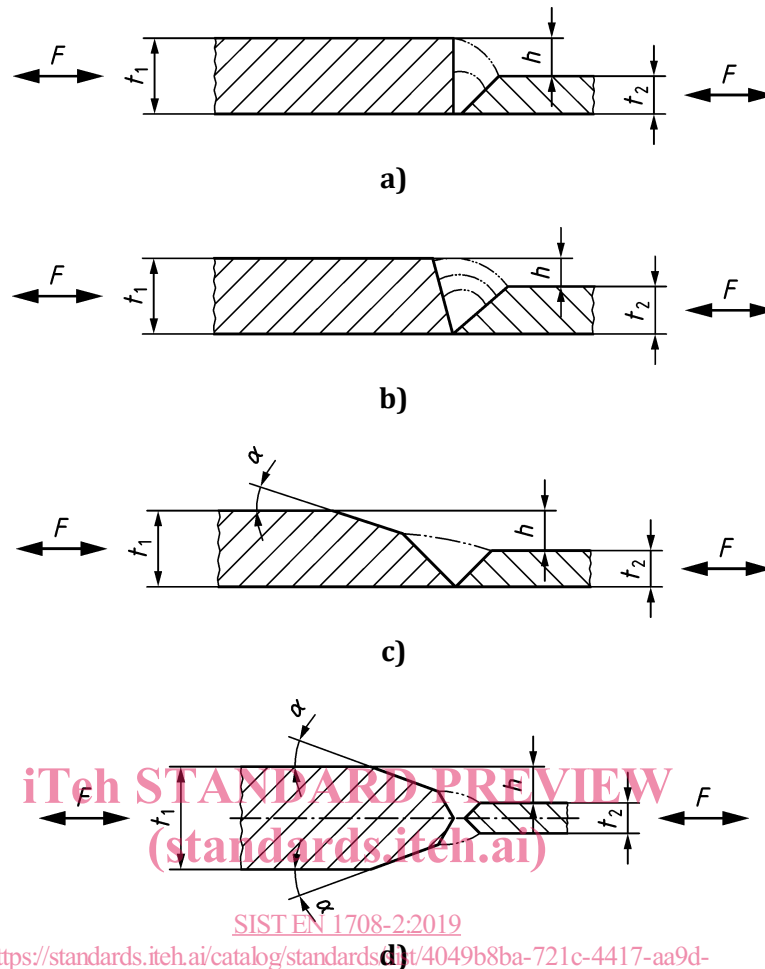 F
t1
h
t2
F
a)
F
t1
h
t2
F
b)
α
F
t1
h
t2
F
c)
α
iTeh STANDARD PREVIEW
F
t1
h
t2
F
(standards.iteh.ai)
α
SIST EN 1708-2:2019
ttps://standards.iteh.ai/catalog/standards/sist/4049b8ba-721c-4417-aa9d-
d)